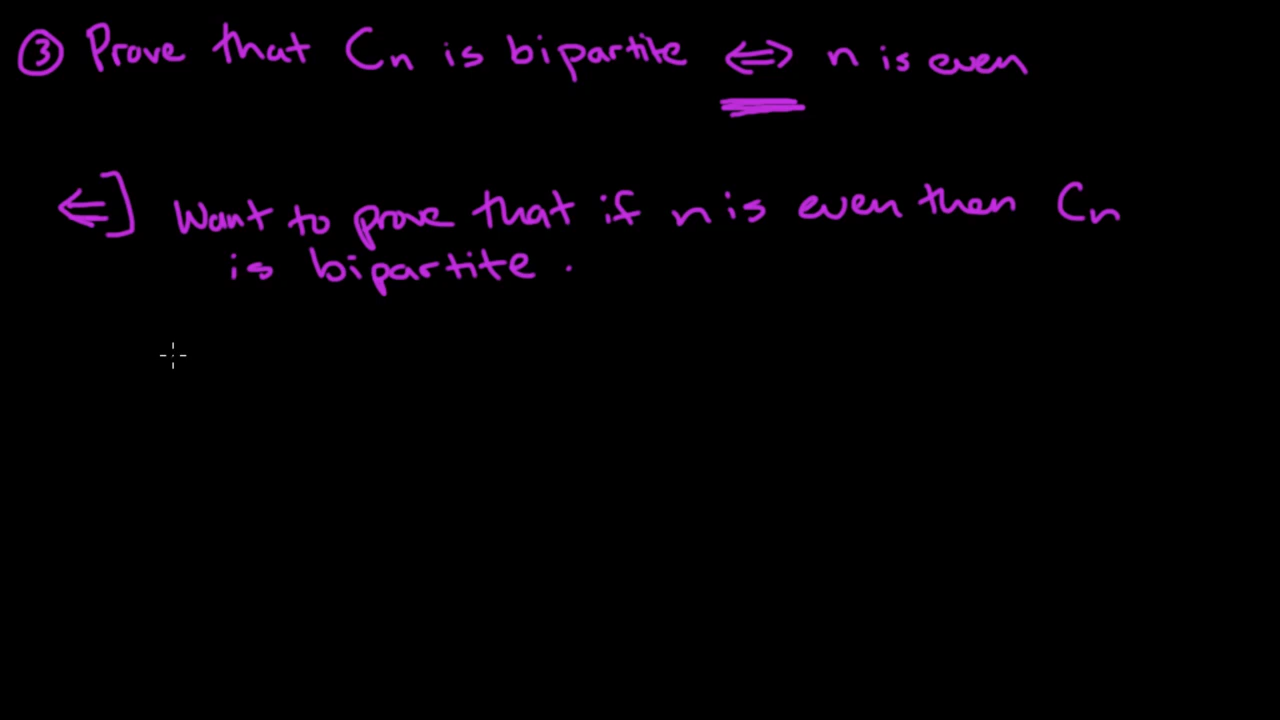 ③ Prove that Cn is bipartite ⇔ n is even
⇐] Want to prove that if n is even then Cn
is bipartite.